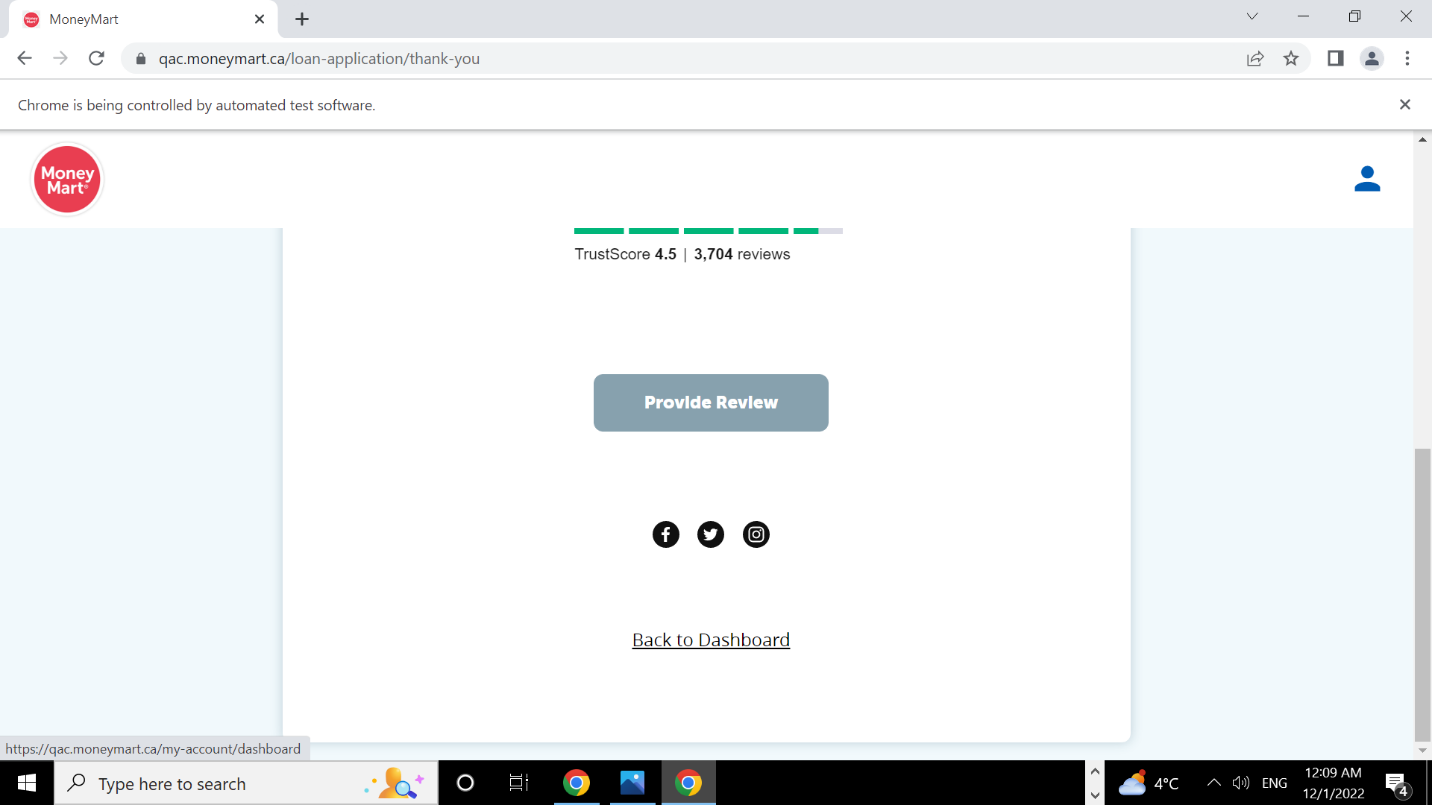 MoneyMart
qac.moneymart.ca/loan-application/thank-you
Chrome is being controlled by automated test software.
Money
Mart
TrustScore 4.5 | 3,704 reviews
Provide Review
Back to Dashboard
https://qac.moneymart.ca/my-account/dashboard
Type here to search
4°C
ENG
12:09 AM
12/1/2022
4